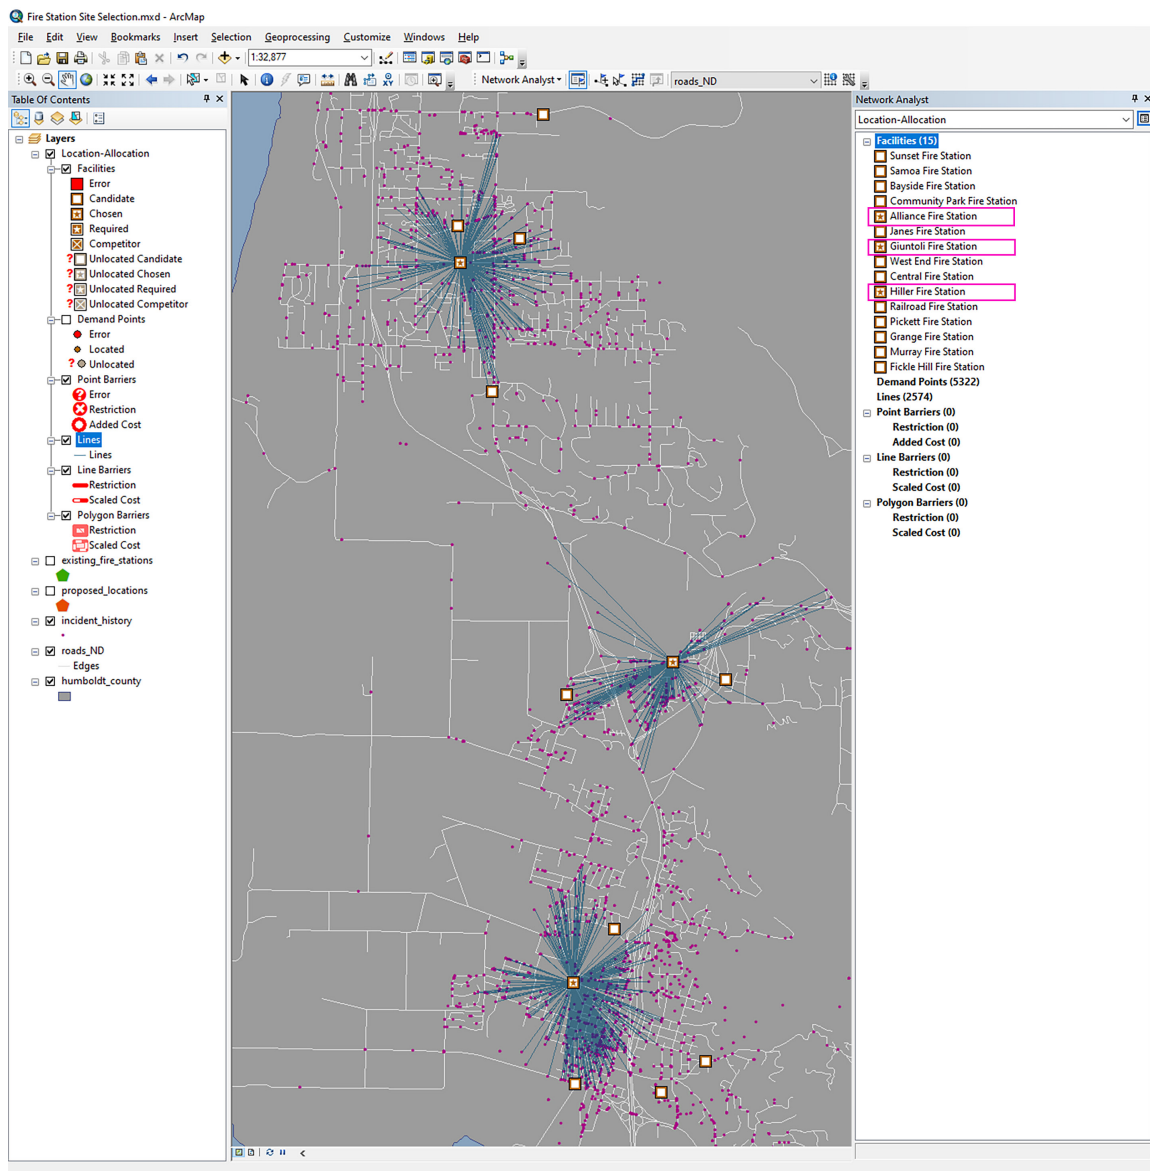 Fire Station Site Selection.mxd - ArcMap
File Edit View Bookmarks Insert Selection Geoprocessing Customize Windows Help
1:32,877
Network Analyst
roads_ND
Table Of Contents
Layers
Location-Allocation
Facilities
Error
Candidate
Chosen
Required
Competitor
? Unlocated Candidate
? Unlocated Chosen
? Unlocated Required
? Unlocated Competitor
Demand Points
Error
Located
? Unlocated
Point Barriers
Error
Restriction
Added Cost
Lines
Lines
Line Barriers
Restriction
Scaled Cost
Polygon Barriers
Restriction
Scaled Cost
existing_fire_stations
proposed_locations
incident_history
roads_ND
Edges
humboldt_county
Network Analyst
Location-Allocation
Facilities (15)
Sunset Fire Station
Samoa Fire Station
Bayside Fire Station
Community Park Fire Station
Alliance Fire Station
Janes Fire Station
Giuntoli Fire Station
West End Fire Station
Central Fire Station
Hiller Fire Station
Railroad Fire Station
Pickett Fire Station
Grange Fire Station
Murray Fire Station
Fickle Hill Fire Station
Demand Points (5322)
Lines (2574)
Point Barriers (0)
Restriction (0)
Added Cost (0)
Line Barriers (0)
Restriction (0)
Scaled Cost (0)
Polygon Barriers (0)
Restriction (0)
Scaled Cost (0)